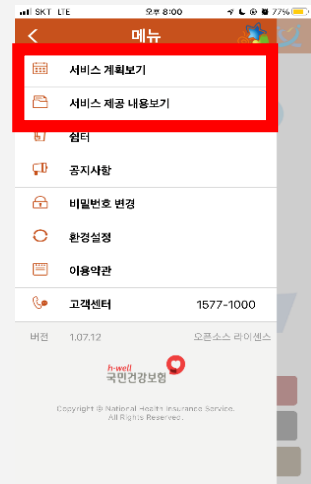 SKT LTE 오후 8:00 77%
메뉴
서비스 계획보기
서비스 제공 내용보기
쉼터
공지사항
비밀번호 변경
환경설정
이용약관
고객센터 1577-1000
버전 1.07.12 오픈소스 라이센스
h-well
국민건강보험
Copyright © National Health Insurance Service.
All Rights Reserved.